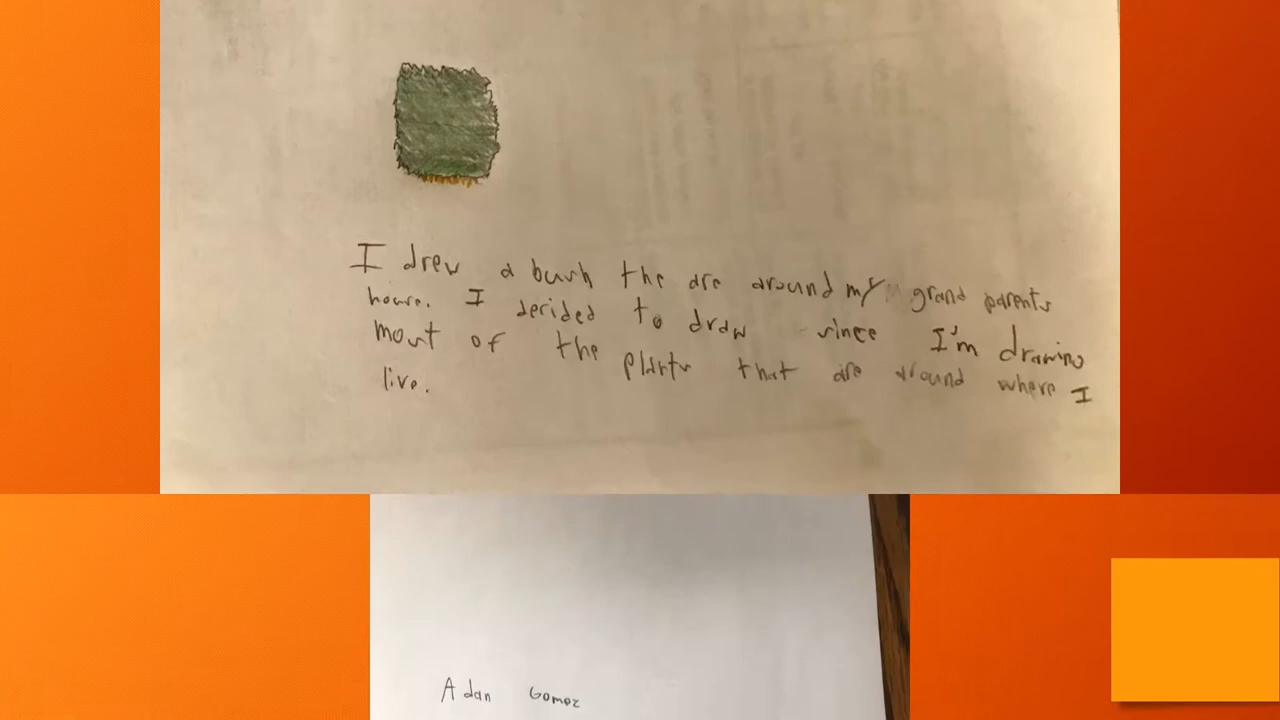 I drew a bush the are around my grand parents
house. I decided to draw since I'm drawing
most of the plants that are around where I
live.
Adan Gomez